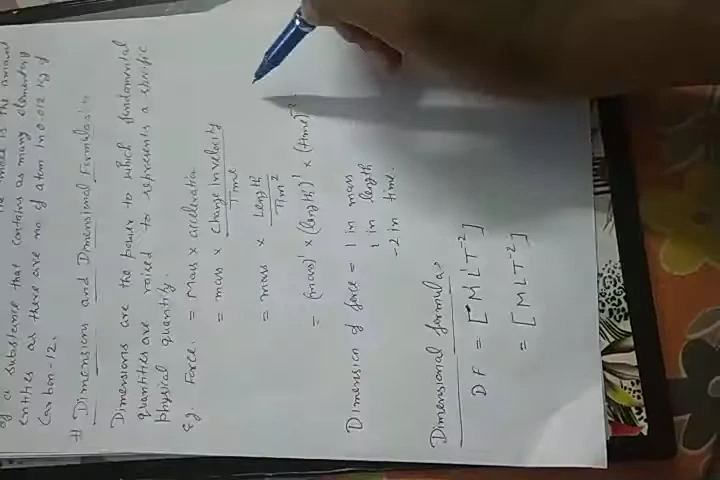 of a substance that contains as many elementary
entities as there are no of atom in 0.012 kg of
Carbon-12.
# Dimensions and Dimensional Formula:-
Dimensions are the power to which fundamental
quantities are raised to represents a specific
physical quantity.
eg. Force. = Mass x acceleration
= mass x Change in velocity / Time
= mass x Length / Time²
= (mass)¹ x (length)¹ x (time)⁻²
Dimension of force = 1 in mass
1 in length
-2 in time.
Dimensional formula:
DF = [MLT⁻²]
= [MLT⁻²]